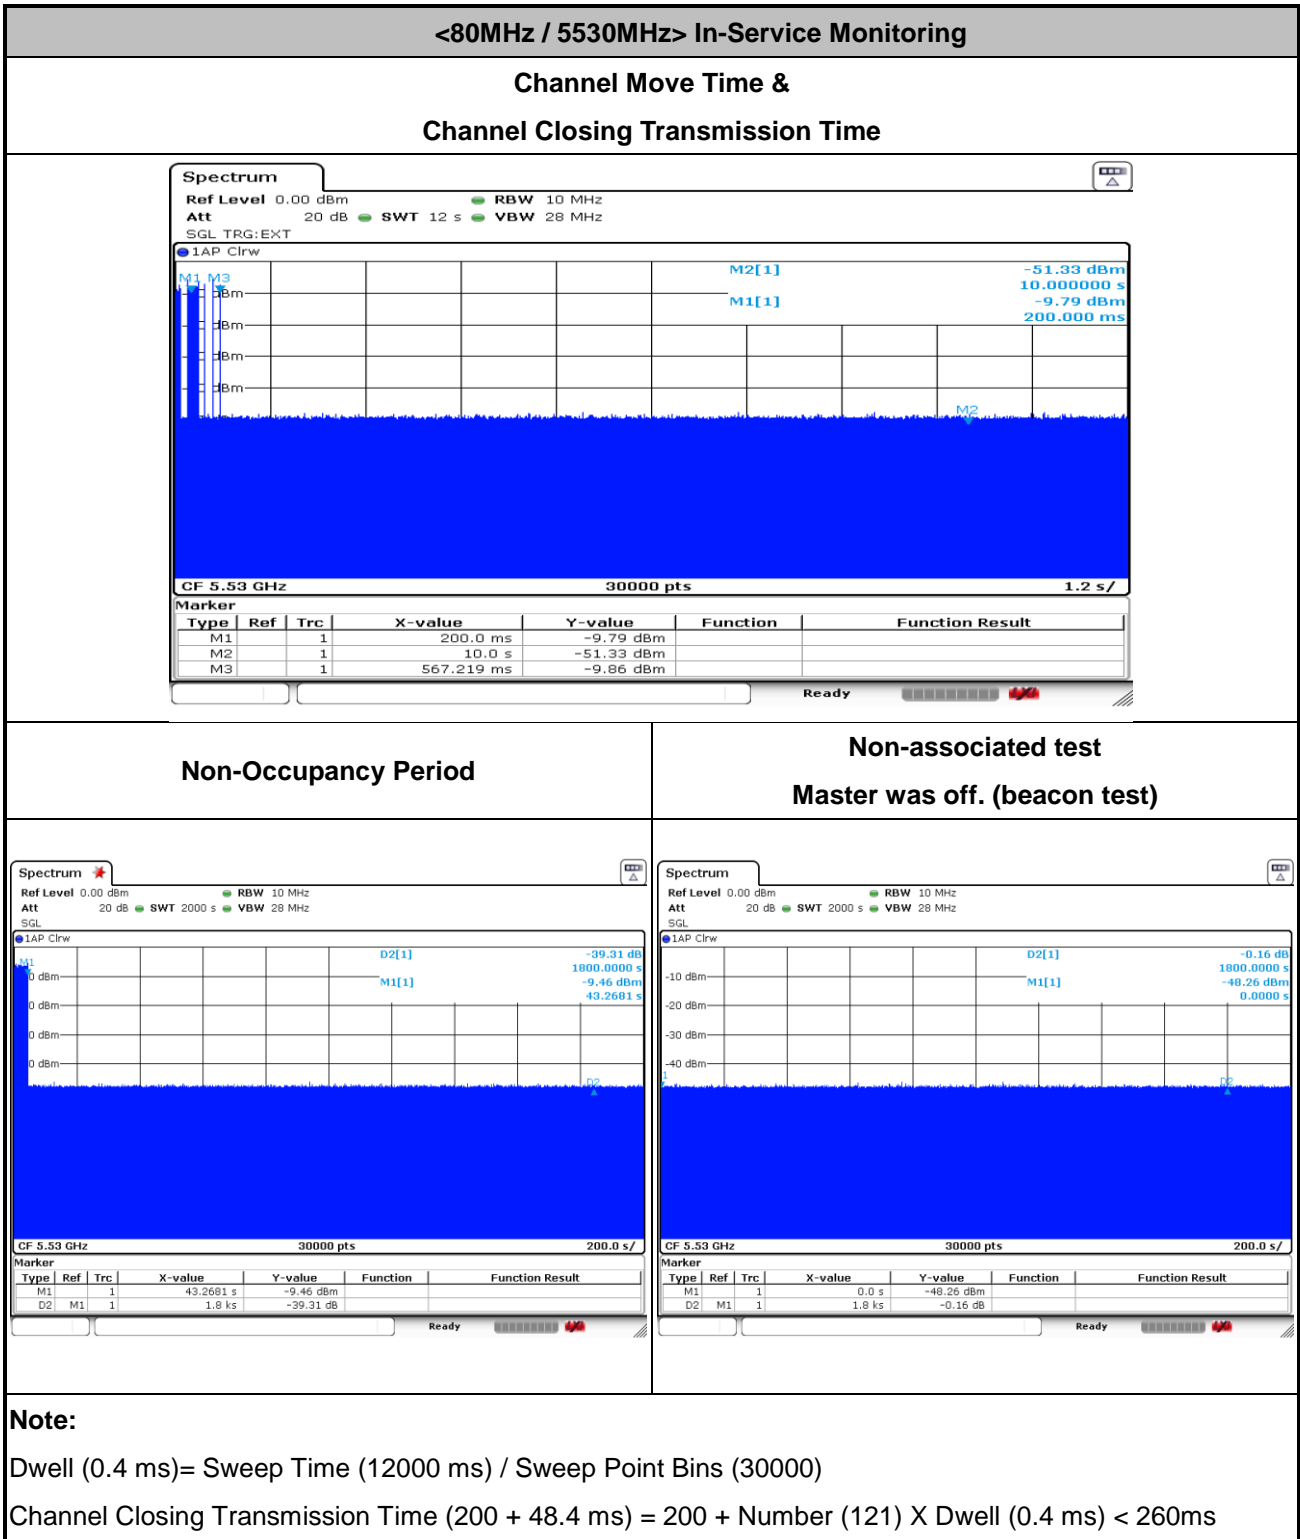 <80MHz / 5530MHz> In-Service Monitoring
Channel Move Time &
Channel Closing Transmission Time
Spectrum
Ref Level 0.00 dBm RBW 10 MHz
Att 20 dB SWT 12 s VBW 28 MHz
SGL TRG:EXT
1AP Clrw
M1 M3
M2[1] -51.33 dBm
10.000000 s
M1[1] -9.79 dBm
200.000 ms
dBm
dBm
dBm
dBm
M2
CF 5.53 GHz 30000 pts 1.2 s/
Marker
Type Ref Trc X-value Y-value Function Function Result
M1 1 200.0 ms -9.79 dBm
M2 1 10.0 s -51.33 dBm
M3 1 567.219 ms -9.86 dBm
Ready
Non-Occupancy Period
Non-associated test
Master was off. (beacon test)
Spectrum
Ref Level 0.00 dBm RBW 10 MHz
Att 20 dB SWT 2000 s VBW 28 MHz
SGL
1AP Clrw
M1
D2[1] -39.31 dB
1800.0000 s
M1[1] -9.46 dBm
43.2681 s
0 dBm
0 dBm
0 dBm
0 dBm
D2
CF 5.53 GHz 30000 pts 200.0 s/
Marker
Type Ref Trc X-value Y-value Function Function Result
M1 1 43.2681 s -9.46 dBm
D2 M1 1 1.8 ks -39.31 dB
Ready
Spectrum
Ref Level 0.00 dBm RBW 10 MHz
Att 20 dB SWT 2000 s VBW 28 MHz
SGL
1AP Clrw
D2[1] -0.16 dB
1800.0000 s
M1[1] -48.26 dBm
0.0000 s
-10 dBm
-20 dBm
-30 dBm
-40 dBm
1
D2
CF 5.53 GHz 30000 pts 200.0 s/
Marker
Type Ref Trc X-value Y-value Function Function Result
M1 1 0.0 s -48.26 dBm
D2 M1 1 1.8 ks -0.16 dB
Ready
Note:
Dwell (0.4 ms)= Sweep Time (12000 ms) / Sweep Point Bins (30000)
Channel Closing Transmission Time (200 + 48.4 ms) = 200 + Number (121) X Dwell (0.4 ms) < 260ms